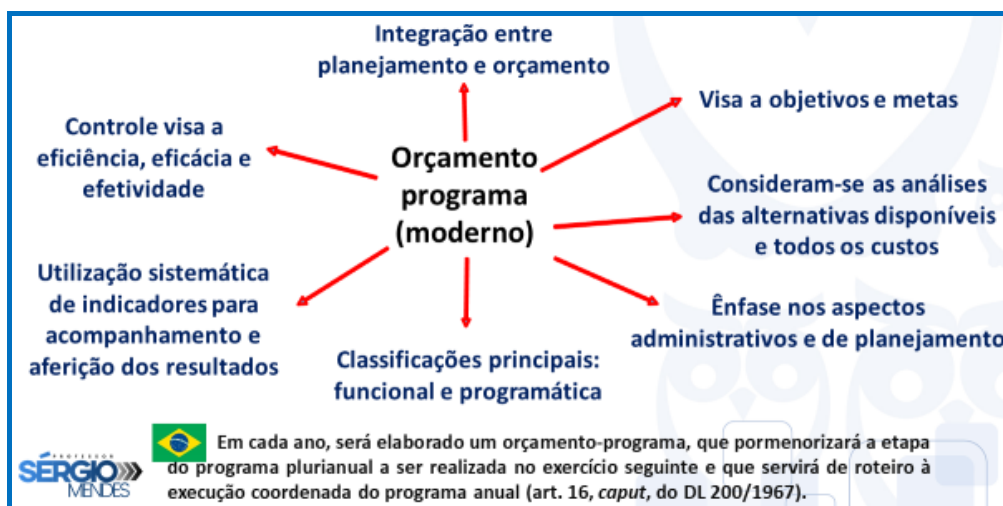 Integração entre
planejamento e orçamento
Visa a objetivos e metas
Controle visa a
eficiência, eficácia e
efetividade
Orçamento
programa
(moderno)
Consideram-se as análises
das alternativas disponíveis
e todos os custos
Utilização sistemática
de indicadores para
acompanhamento e
aferição dos resultados
Ênfase nos aspectos
administrativos e de planejamento
Classificações principais:
funcional e programática
Em cada ano, será elaborado um orçamento-programa, que pormenorizará a etapa
do programa plurianual a ser realizada no exercício seguinte e que servirá de roteiro à
execução coordenada do programa anual (art. 16, caput, do DL 200/1967).
PROFESSOR
SÉRGIO
MENDES